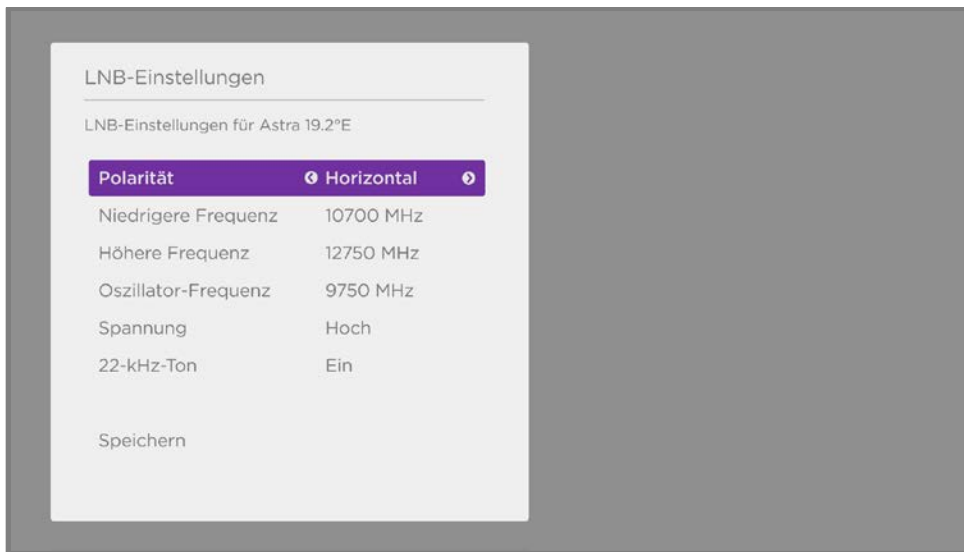 LNB-Einstellungen
LNB-Einstellungen für Astra 19.2°E
Polarität Horizontal
Niedrigere Frequenz 10700 MHz
Höhere Frequenz 12750 MHz
Oszillator-Frequenz 9750 MHz
Spannung Hoch
22-kHz-Ton Ein
Speichern